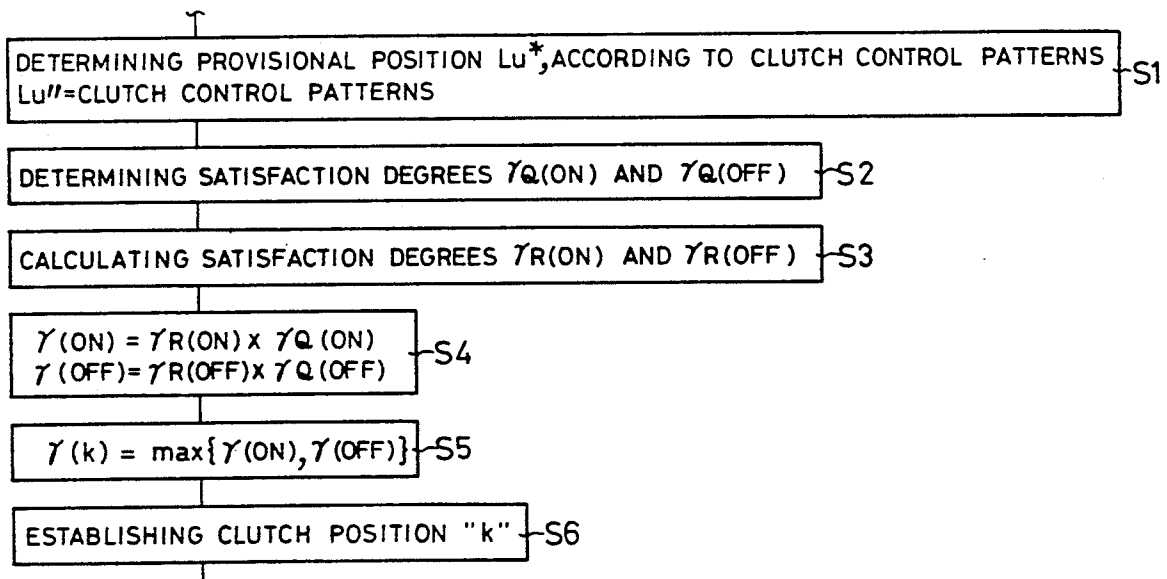 DETERMINING PROVISIONAL POSITION Lu*, ACCORDING TO CLUTCH CONTROL PATTERNS
Lu"=CLUTCH CONTROL PATTERNS
S1
DETERMINING SATISFACTION DEGREES γQ(ON) AND γQ(OFF)
S2
CALCULATING SATISFACTION DEGREES γR(ON) AND γR(OFF)
S3
γ(ON) = γR(ON) x γQ(ON)
γ(OFF)= γR(OFF)x γQ(OFF)
S4
γ(k) = max{γ(ON),γ(OFF)}
S5
ESTABLISHING CLUTCH POSITION "k"
S6